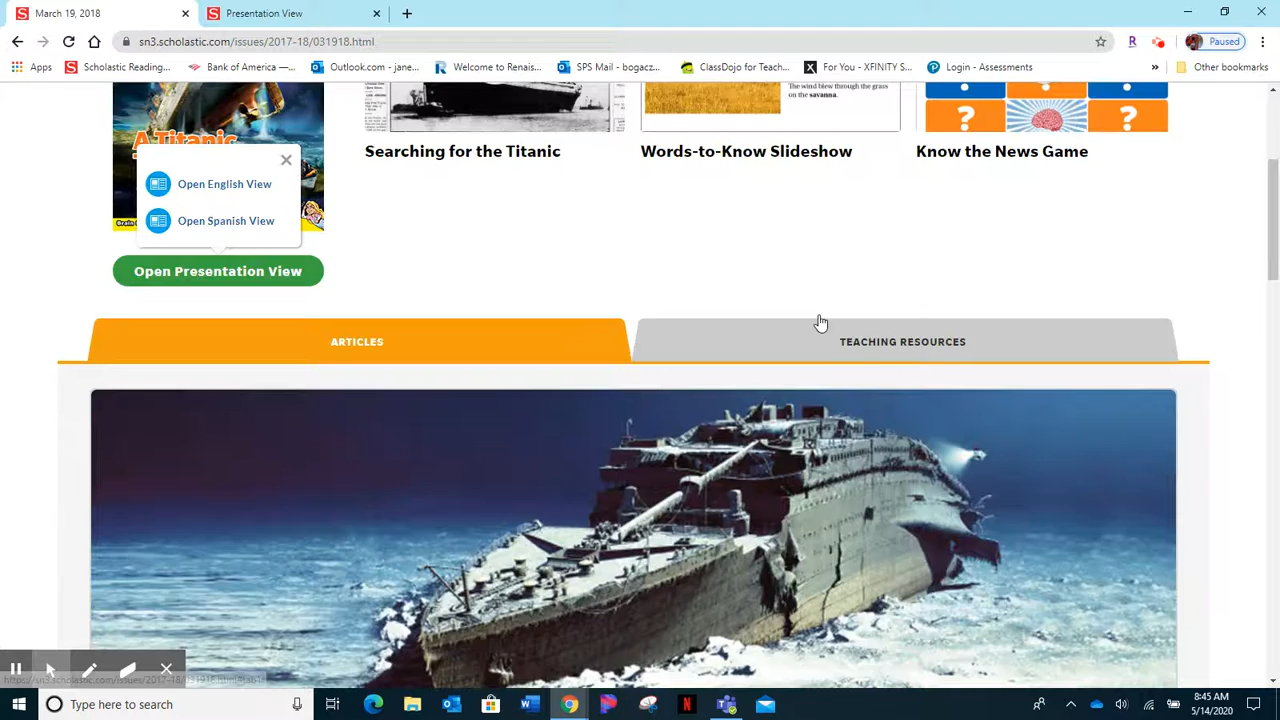 March 19, 2018
Presentation View
sn3.scholastic.com/issues/2017-18/031918.html
R
Paused
Apps
Scholastic Reading...
Bank of America —...
Outlook.com - jane...
Welcome to Renais...
SPS Mail - bogacz...
ClassDojo for Teach...
For You - XFINITY S...
Login - Assessments
Other bookmarks
The wind blew through the grass
on the savanna.
A Titanic
Searching for the Titanic
Words-to-Know Slideshow
Know the News Game
? ?
Open English View
Open Spanish View
Open Presentation View
ARTICLES
TEACHING RESOURCES
Type here to search
8:45 AM
5/14/2020